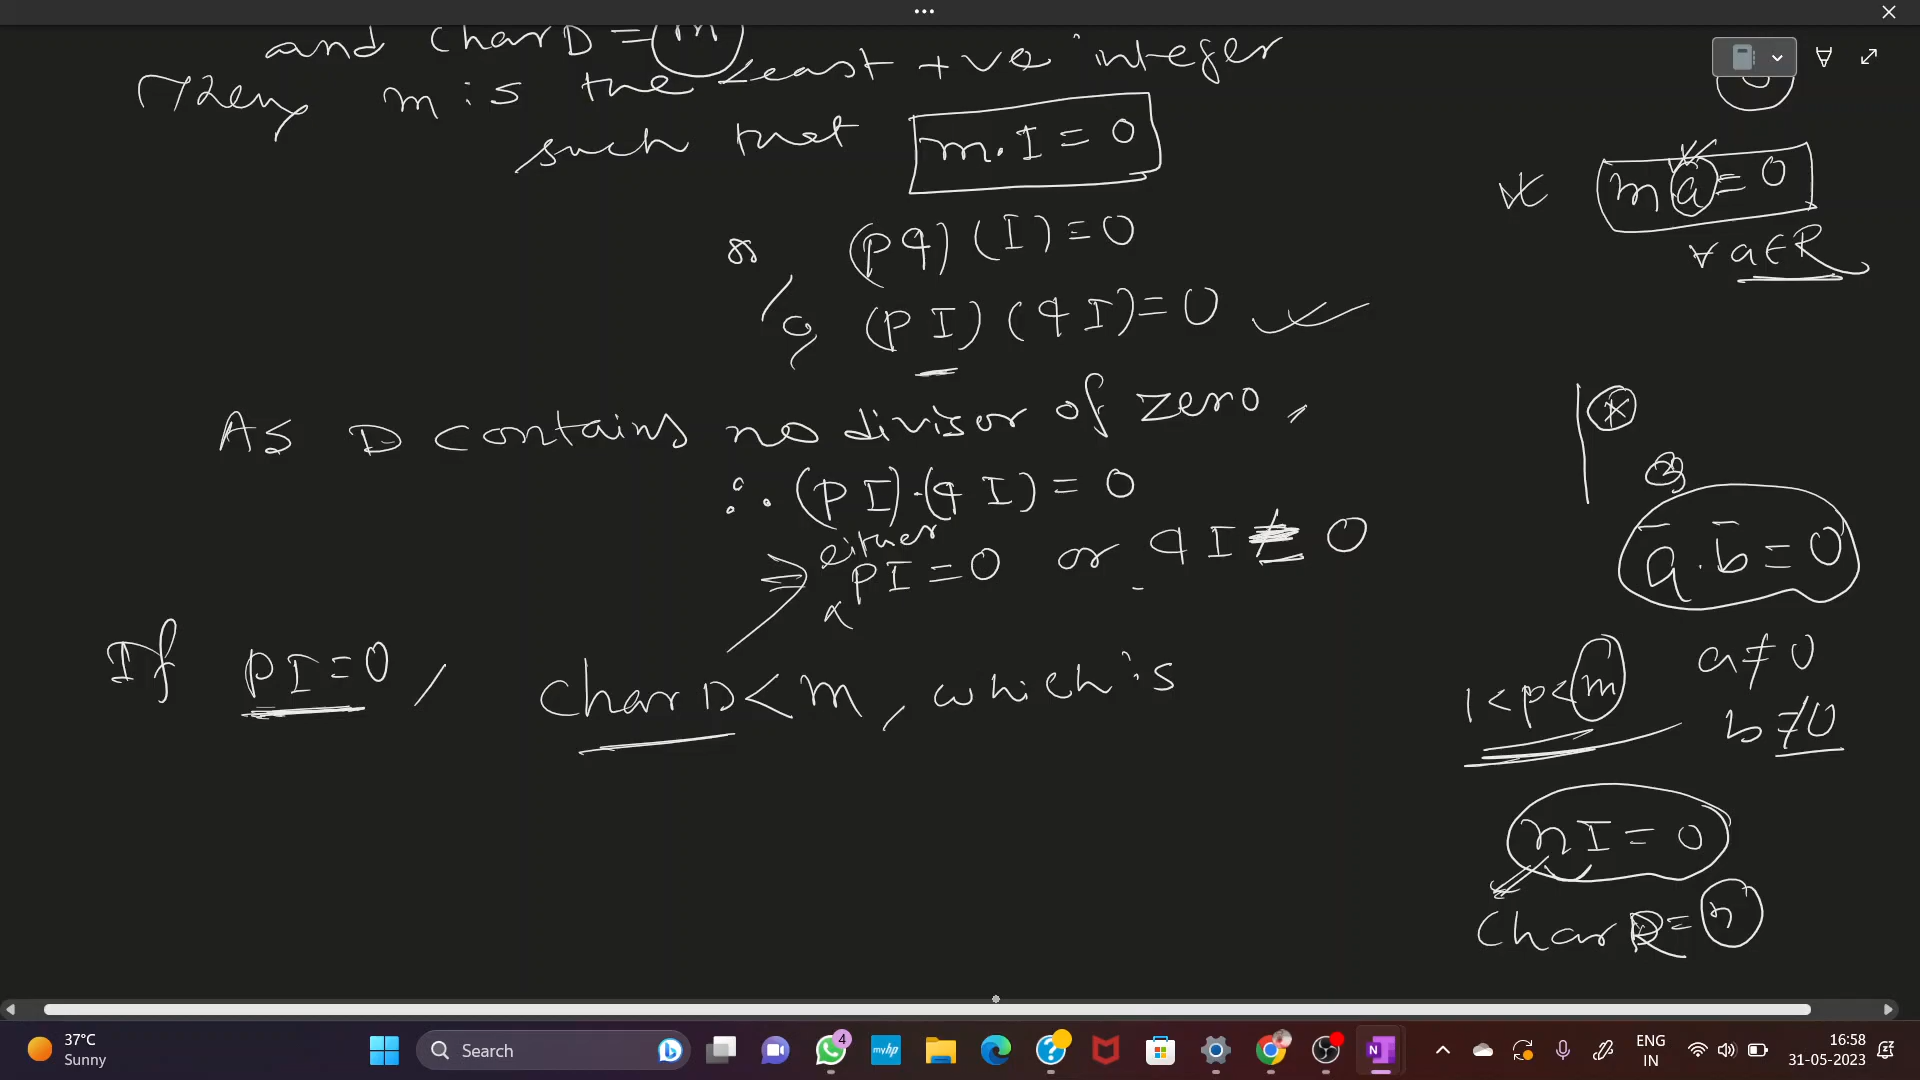 ...
and Char D = m
Then m is the least +ve integer
such that m.I = 0
m a = 0
∀ a ∈ R
or (pq) (I) = 0
(pI) (qI) = 0
As D contains no divisor of zero,
∴ (pI).(qI) = 0
a.b = 0
⇒ either pI = 0 or qI = 0
If pI = 0, Char D < m, which is
1 < p < m
a ≠ 0
b ≠ 0
nI = 0
Char = n
37°C
Sunny
Search
4
myhp
N
ENG
IN
16:58
31-05-2023